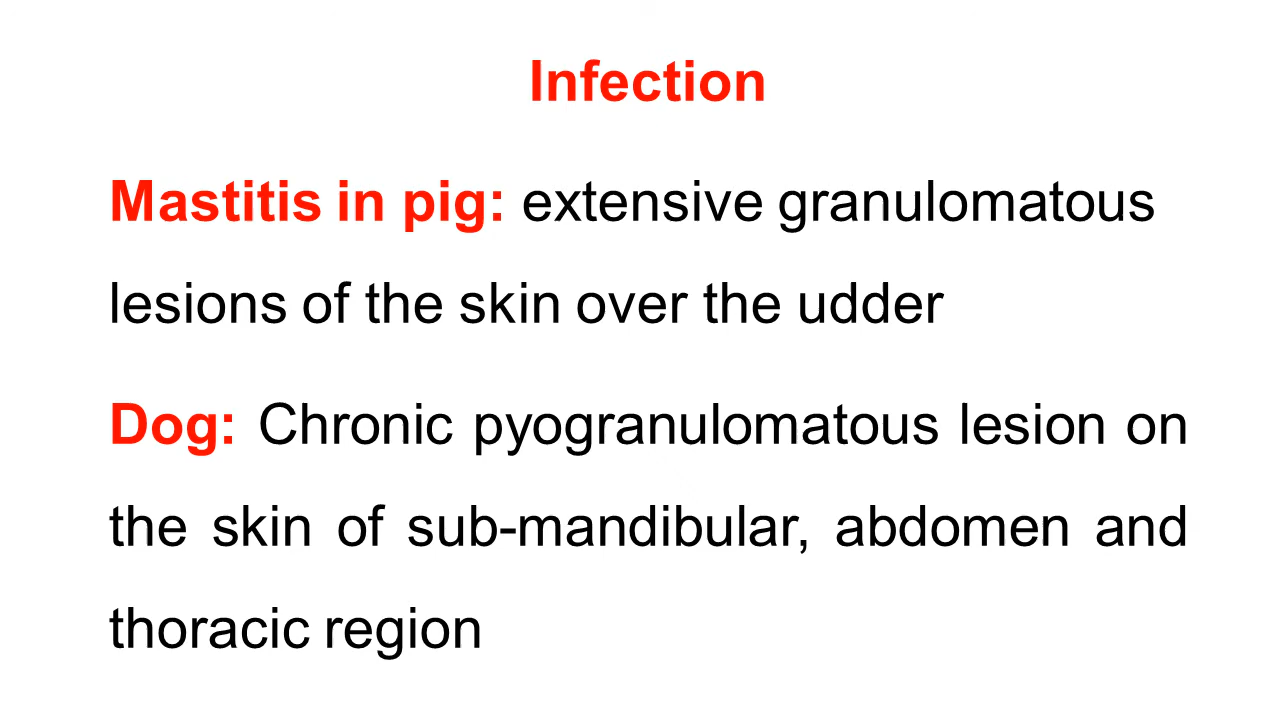 Infection
Mastitis in pig: extensive granulomatous
lesions of the skin over the udder
Dog: Chronic pyogranulomatous lesion on
the skin of sub-mandibular, abdomen and
thoracic region